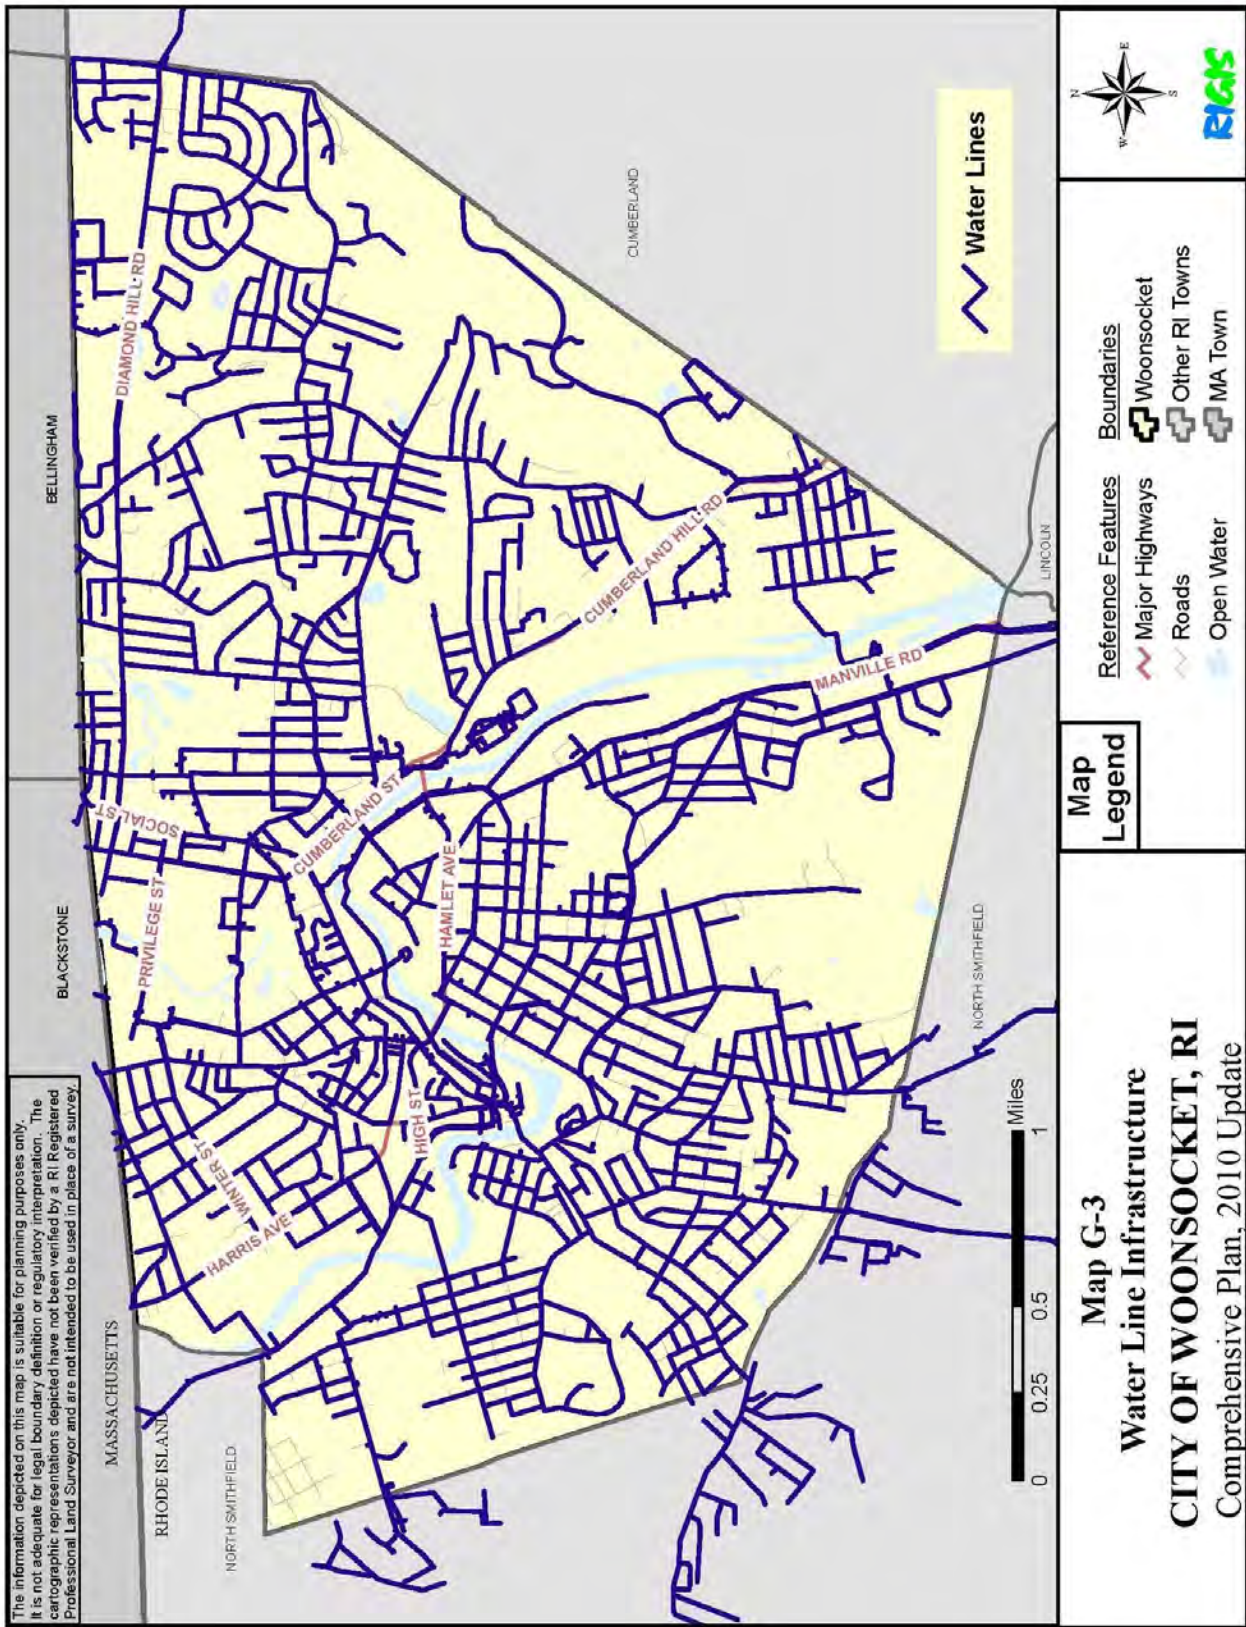 The information depicted on this map is suitable for planning purposes only.
It is not adequate for legal boundary definition or regulatory interpretation. The
cartographic representations depicted have not been verified by a RI Registered
Professional Land Surveyor and are not intended to be used in place of a survey.
MASSACHUSETTS
RHODE ISLAND
NORTH SMITHFIELD
BLACKSTONE
BELLINGHAM
CUMBERLAND
LINCOLN
NORTH SMITHFIELD
DIAMOND HILL RD
SOCIAL ST
PRIVILEGE ST
WINTER ST
HARRIS AVE
HIGH ST
HAMLET AVE
CUMBERLAND ST
CUMBERLAND HILL RD
MANVILLE RD
Water Lines
0 0.25 0.5 1
Miles
Map G-3
Water Line Infrastructure
CITY OF WOONSOCKET, RI
Comprehensive Plan, 2010 Update
Map
Legend
Reference Features
Major Highways
Roads
Open Water
Boundaries
Woonsocket
Other RI Towns
MA Town
N
E
S
W
RIGIS